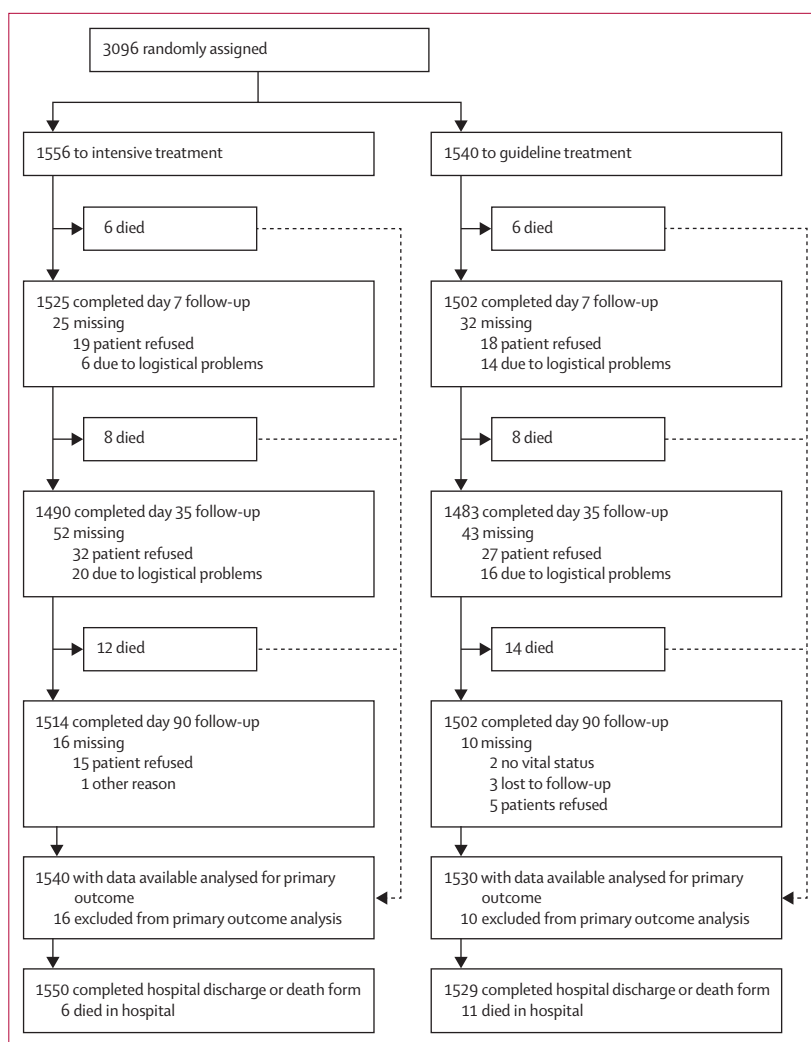 3096 randomly assigned
1556 to intensive treatment
6 died
1525 completed day 7 follow-up
25 missing
19 patient refused
6 due to logistical problems
8 died
1490 completed day 35 follow-up
52 missing
32 patient refused
20 due to logistical problems
12 died
1514 completed day 90 follow-up
16 missing
15 patient refused
1 other reason
1540 with data available analysed for primary
outcome
16 excluded from primary outcome analysis
1550 completed hospital discharge or death form
6 died in hospital
1540 to guideline treatment
6 died
1502 completed day 7 follow-up
32 missing
18 patient refused
14 due to logistical problems
8 died
1483 completed day 35 follow-up
43 missing
27 patient refused
16 due to logistical problems
14 died
1502 completed day 90 follow-up
10 missing
2 no vital status
3 lost to follow-up
5 patients refused
1530 with data available analysed for primary
outcome
10 excluded from primary outcome analysis
1529 completed hospital discharge or death form
11 died in hospital